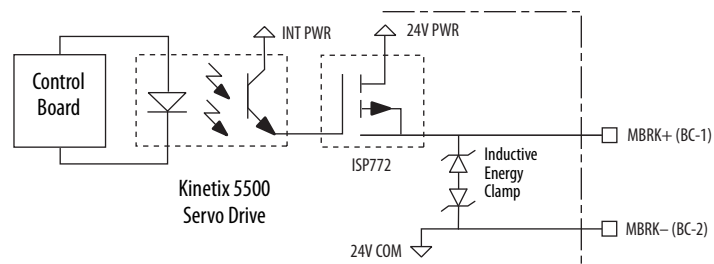 INT PWR
24V PWR
Control
Board
MBRK+ (BC-1)
ISP772
Inductive
Energy
Clamp
Kinetix 5500
Servo Drive
MBRK– (BC-2)
24V COM